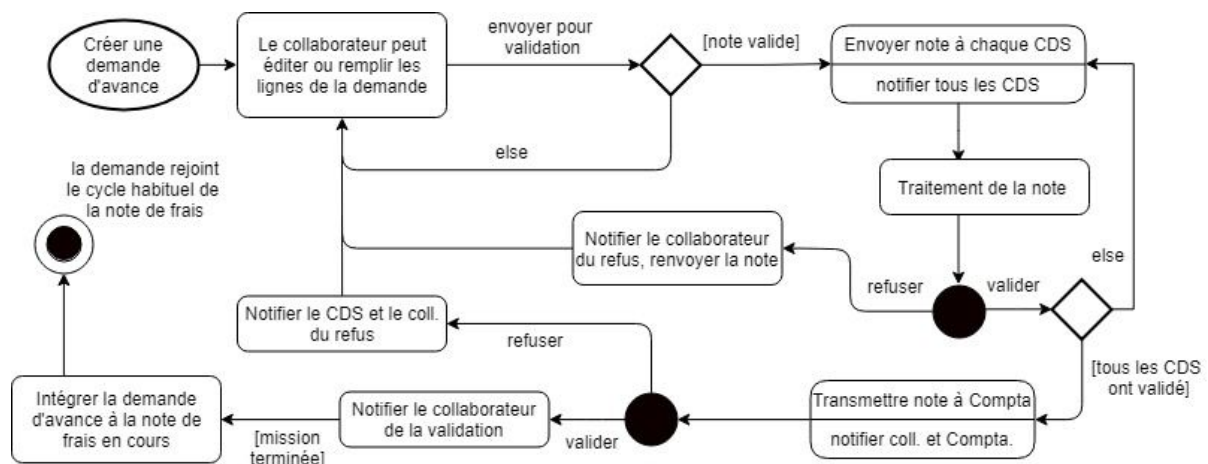 Créer une
demande
d'avance
Le collaborateur peut
éditer ou remplir les
lignes de la demande
envoyer pour
validation
[note valide]
Envoyer note à chaque CDS
notifier tous les CDS
else
la demande rejoint
le cycle habituel de
la note de frais
Traitement de la note
Notifier le collaborateur
du refus, renvoyer la note
else
refuser
valider
Notifier le CDS et le coll.
du refus
refuser
[tous les CDS
ont validé]
Intégrer la demande
d'avance à la note de
frais en cours
[mission
terminée]
Notifier le collaborateur
de la validation
valider
Transmettre note à Compta
notifier coll. et Compta.